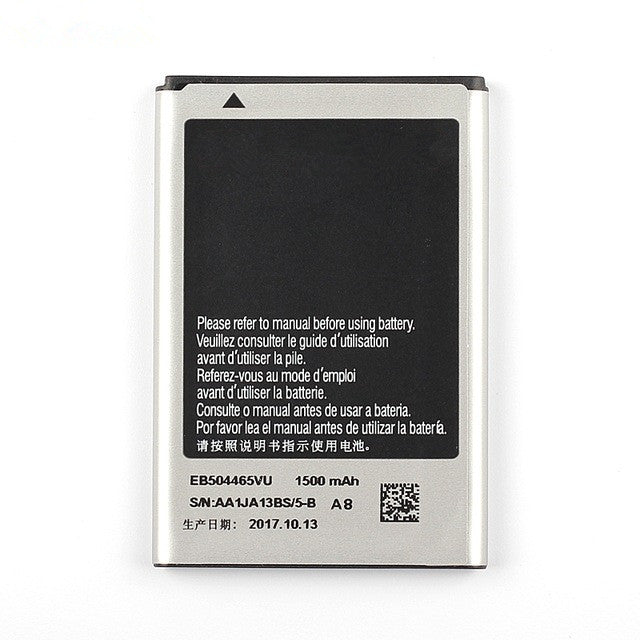 Please refer to manual before using battery.
Veuillez consulter le guide d'utilisation
avant d'utiliser la pile.
Referez-vous au mode d'emploi
avant d'utiliser la batterie.
Consulte o manual antes de usar a bateria.
Por favor lea el manual antes de utilizar la batería.
请按照说明书指示使用电池。
EB504465VU 1500 mAh
S/N:AA1JA13BS/5-B A8
生产日期: 2017.10.13